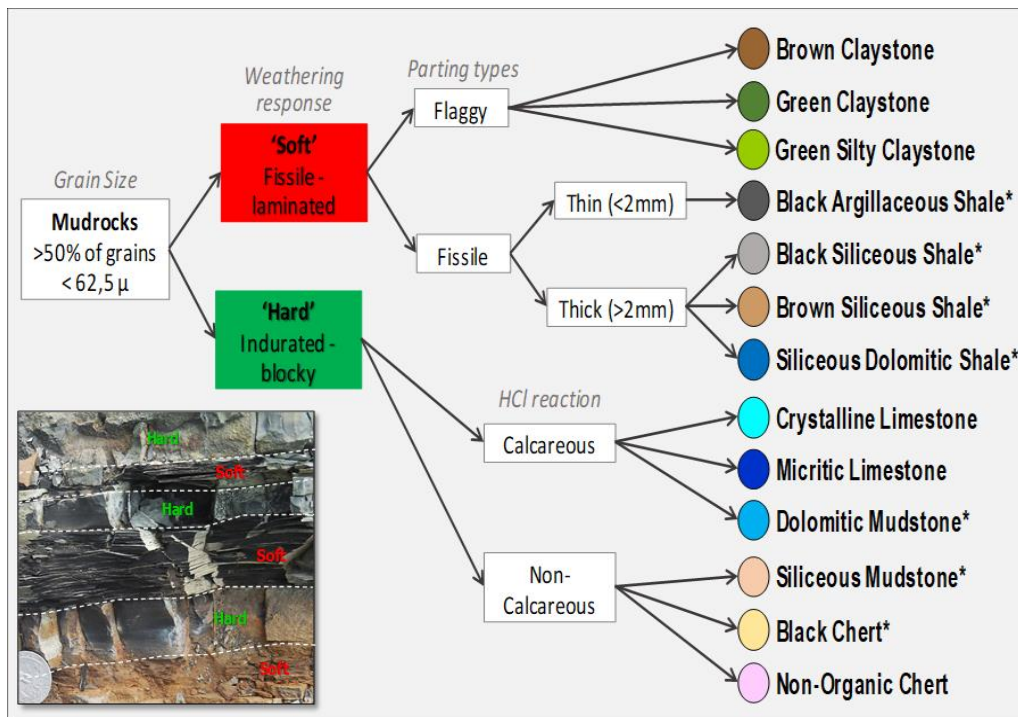 Grain Size
Mudrocks
>50% of grains
< 62,5 µ
Weathering
response
'Soft'
Fissile -
laminated
'Hard'
Indurated -
blocky
Parting types
Flaggy
Fissile
Thin (<2mm)
Thick (>2mm)
HCl reaction
Calcareous
Non-
Calcareous
Brown Claystone
Green Claystone
Green Silty Claystone
Black Argillaceous Shale*
Black Siliceous Shale*
Brown Siliceous Shale*
Siliceous Dolomitic Shale*
Crystalline Limestone
Micritic Limestone
Dolomitic Mudstone*
Siliceous Mudstone*
Black Chert*
Non-Organic Chert
Hard
Soft
Hard
Soft
Hard
Soft